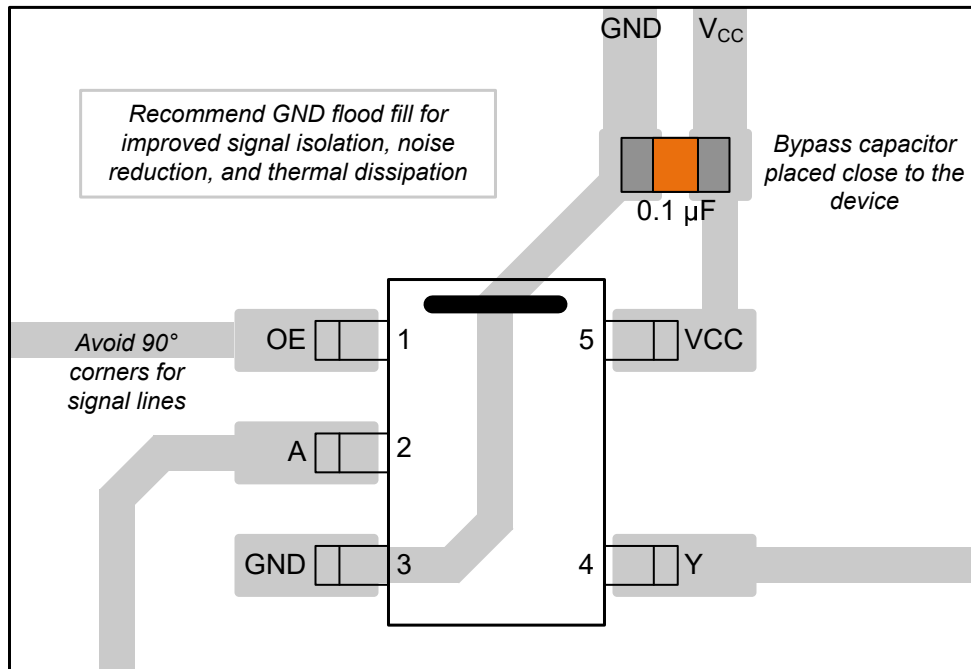 GND
V_CC
Recommend GND flood fill for
improved signal isolation, noise
reduction, and thermal dissipation
Bypass capacitor
placed close to the
device
0.1 µF
OE
1
5
VCC
Avoid 90°
corners for
signal lines
A
2
GND
3
4
Y